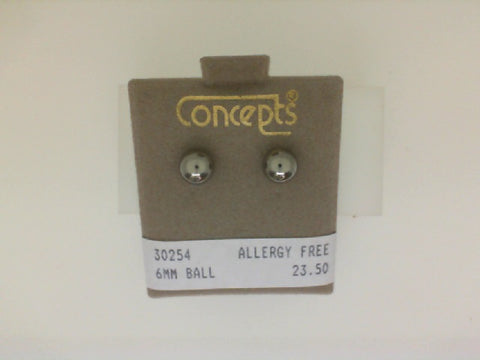 Concepts®
30254 ALLERGY FREE
6MM BALL 23.50